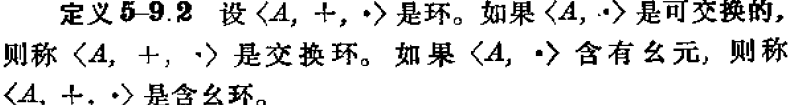 定义5-9.2 设〈A, +, ·〉是环。如果〈A, ·〉是可交换的,
则称〈A, +, ·〉是交换环。如果〈A, ·〉含有幺元, 则称
〈A, +, ·〉是含幺环。